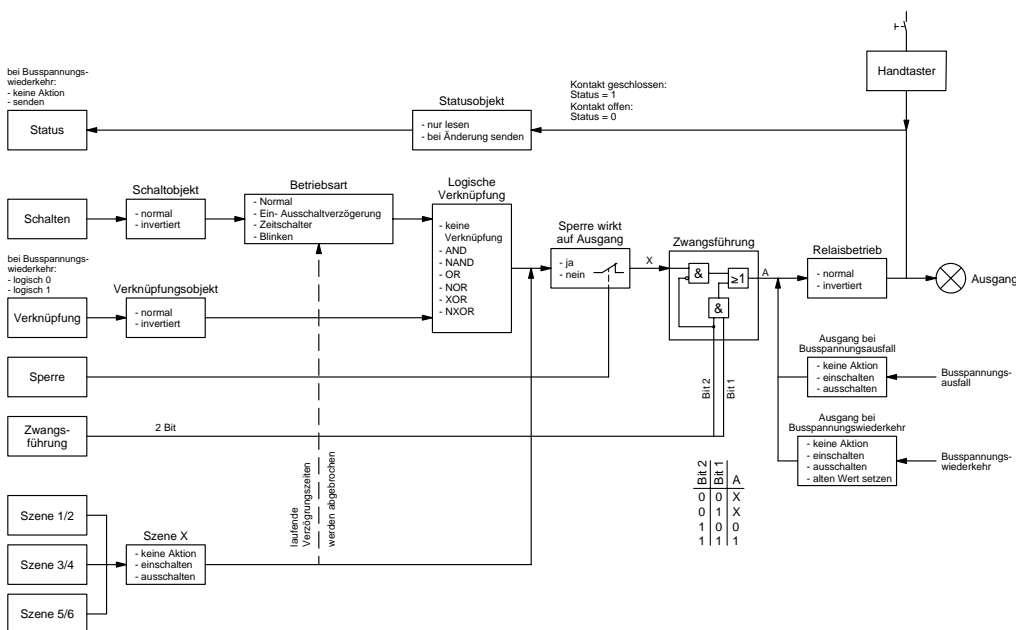 Handtaster
bei Busspannungs-
wiederkehr:
- keine Aktion
- senden
Status
Statusobjekt
- nur lesen
- bei Änderung senden
Kontakt geschlossen:
Status = 1
Kontakt offen:
Status = 0
Schalten
Schaltobjekt
- normal
- invertiert
Betriebsart
- Normal
- Ein- Ausschaltverzögerung
- Zeitschalter
- Blinken
Logische
Verknüpfung
- keine
Verknüpfung
- AND
- NAND
- OR
- NOR
- XOR
- NXOR
Sperre wirkt
auf Ausgang
- ja
- nein
X
Zwangsführung
&
≥1
&
A
Relaisbetrieb
- normal
- invertiert
Ausgang
bei Busspannungs-
wiederkehr:
- logisch 0
- logisch 1
Verknüpfung
Verknüpfungsobjekt
- normal
- invertiert
Sperre
Zwangs-
führung
2 Bit
Bit 2
Bit 1
Ausgang bei
Busspannungsausfall
- keine Aktion
- einschalten
- ausschalten
Busspannungs-
ausfall
Ausgang bei
Busspannungswiederkehr
- keine Aktion
- einschalten
- ausschalten
- alten Wert setzen
Busspannungs-
wiederkehr
Bit 2 Bit 1 A
0 0 X
0 1 X
1 0 0
1 1 1
laufende
Verzögrungszeiten
werden abgebrochen
Szene 1/2
Szene 3/4
Szene 5/6
Szene X
- keine Aktion
- einschalten
- ausschalten